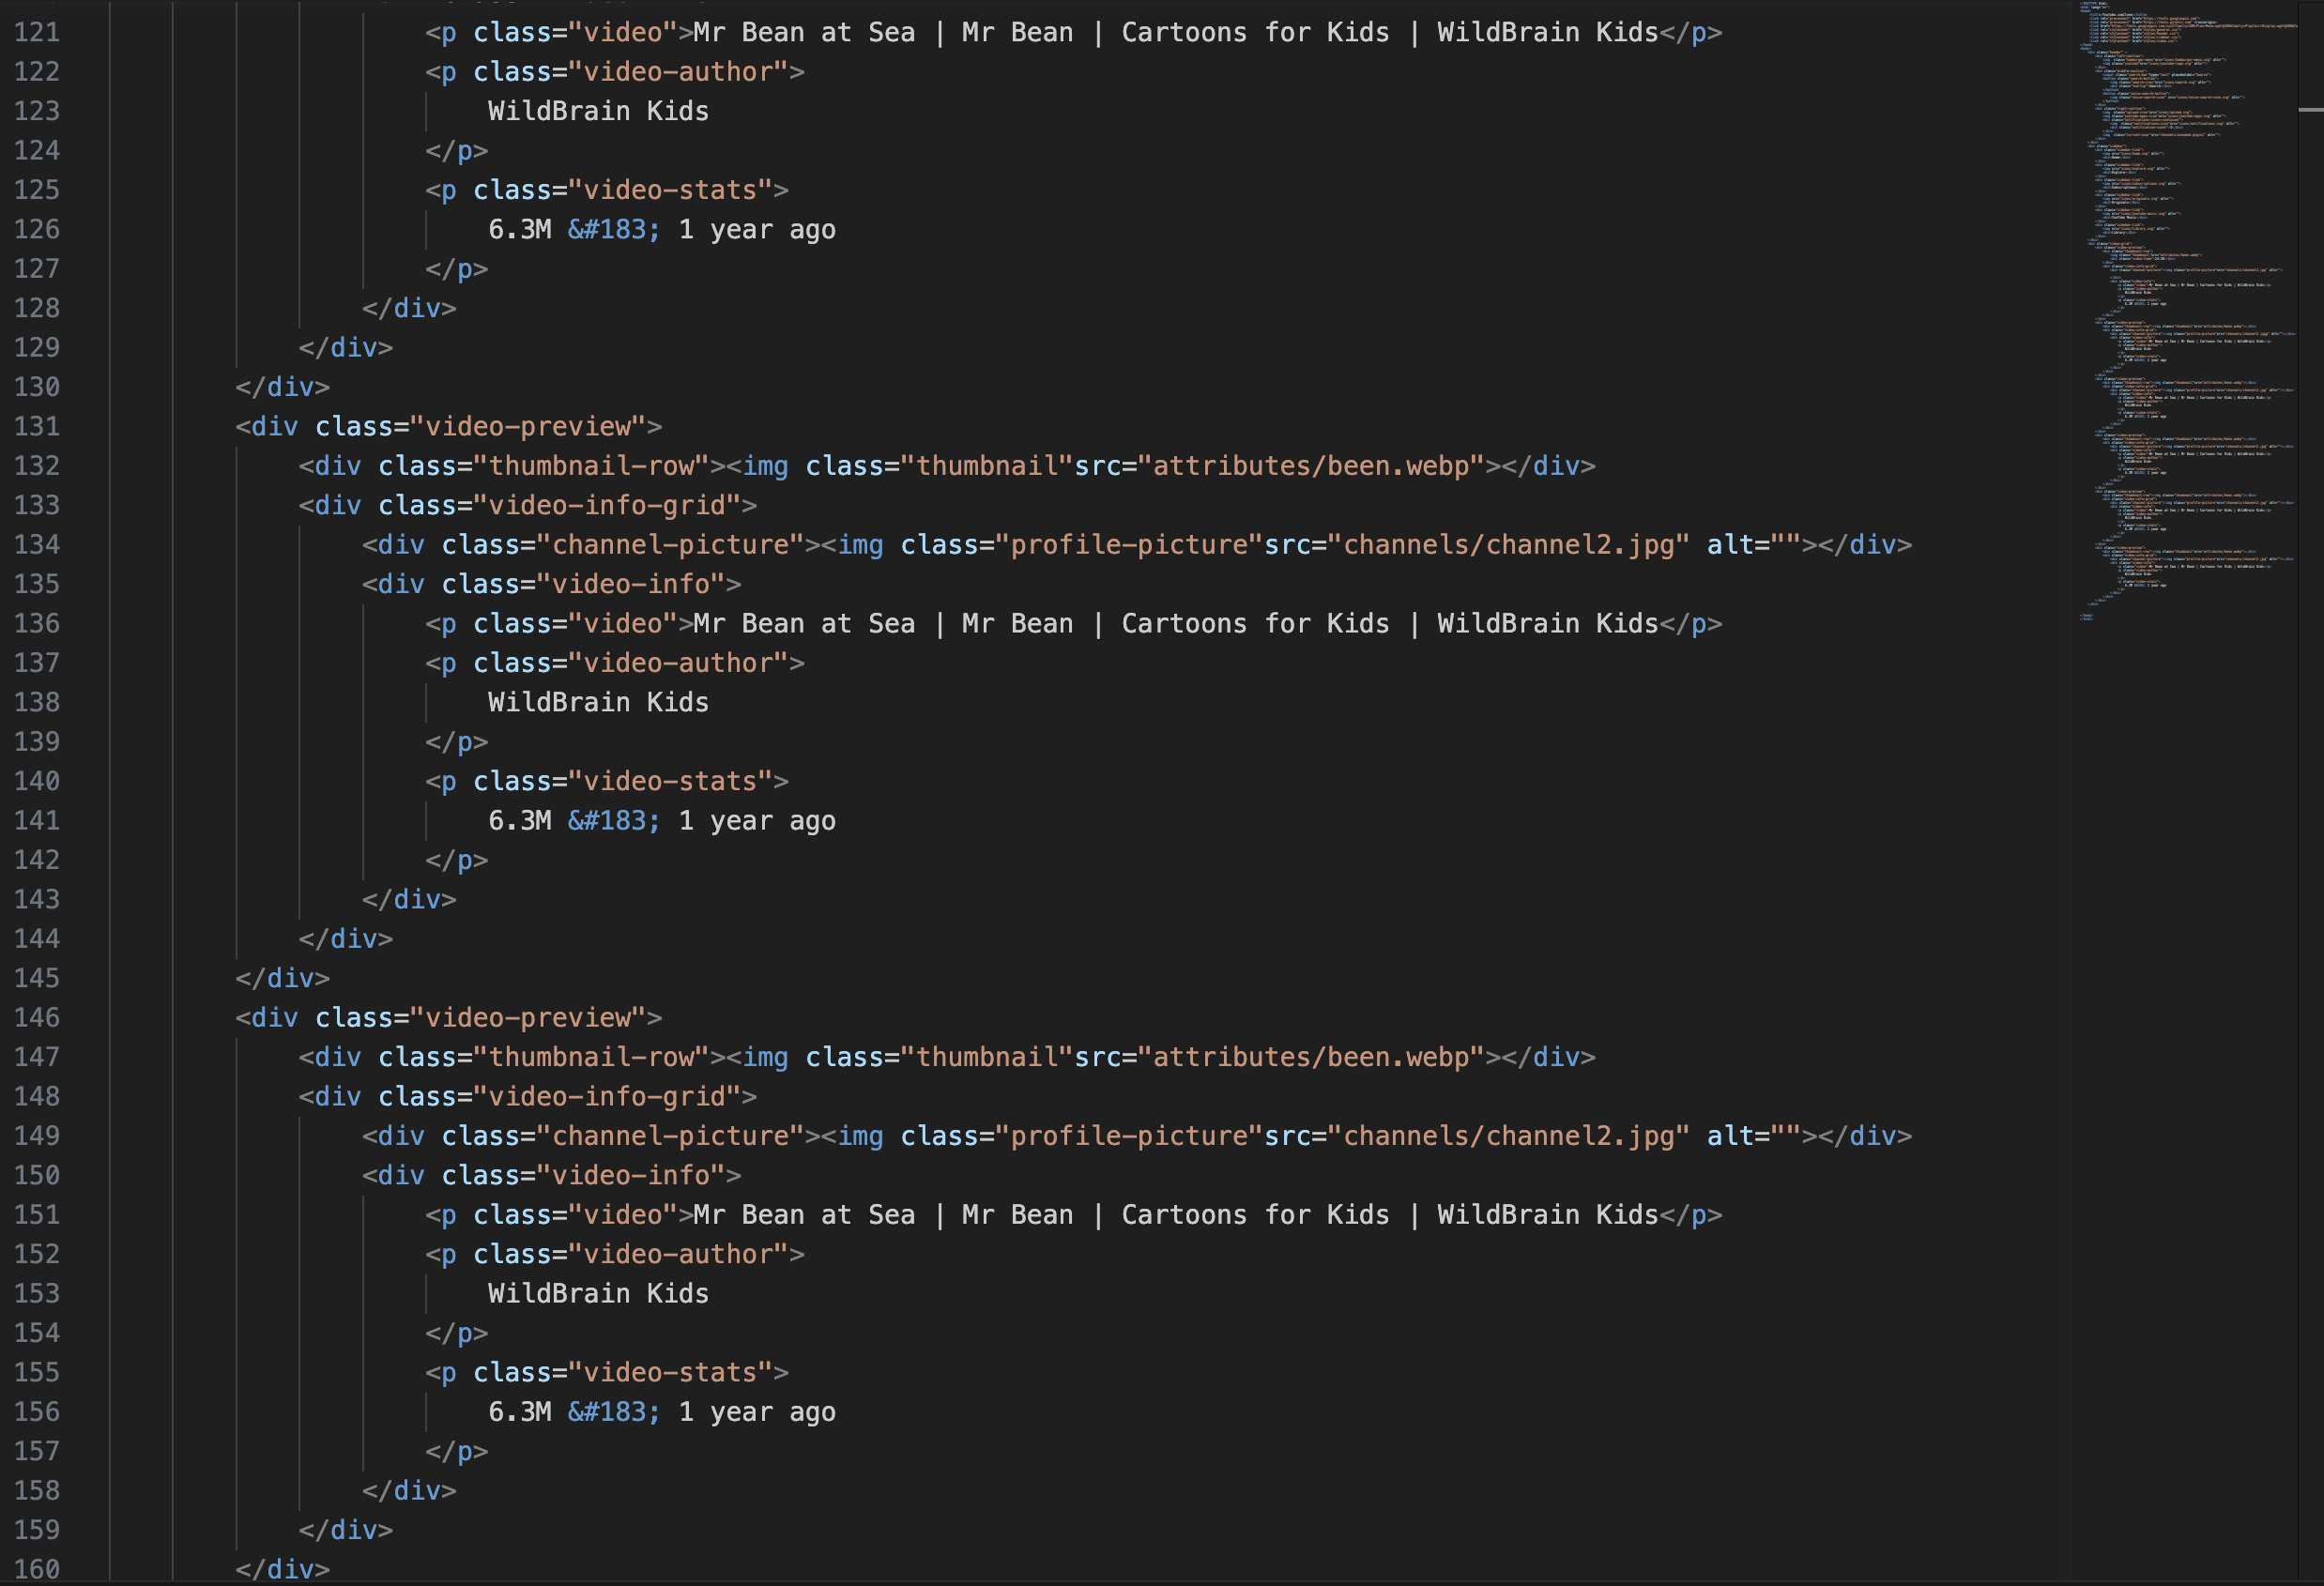 121 <p class="video">Mr Bean at Sea | Mr Bean | Cartoons for Kids | WildBrain Kids</p>
122 <p class="video-author">
123 WildBrain Kids
124 </p>
125 <p class="video-stats">
126 6.3M &#183; 1 year ago
127 </p>
128 </div>
129 </div>
130 </div>
131 <div class="video-preview">
132 <div class="thumbnail-row"><img class="thumbnail"src="attributes/been.webp"></div>
133 <div class="video-info-grid">
134 <div class="channel-picture"><img class="profile-picture"src="channels/channel2.jpg" alt=""></div>
135 <div class="video-info">
136 <p class="video">Mr Bean at Sea | Mr Bean | Cartoons for Kids | WildBrain Kids</p>
137 <p class="video-author">
138 WildBrain Kids
139 </p>
140 <p class="video-stats">
141 6.3M &#183; 1 year ago
142 </p>
143 </div>
144 </div>
145 </div>
146 <div class="video-preview">
147 <div class="thumbnail-row"><img class="thumbnail"src="attributes/been.webp"></div>
148 <div class="video-info-grid">
149 <div class="channel-picture"><img class="profile-picture"src="channels/channel2.jpg" alt=""></div>
150 <div class="video-info">
151 <p class="video">Mr Bean at Sea | Mr Bean | Cartoons for Kids | WildBrain Kids</p>
152 <p class="video-author">
153 WildBrain Kids
154 </p>
155 <p class="video-stats">
156 6.3M &#183; 1 year ago
157 </p>
158 </div>
159 </div>
160 </div>